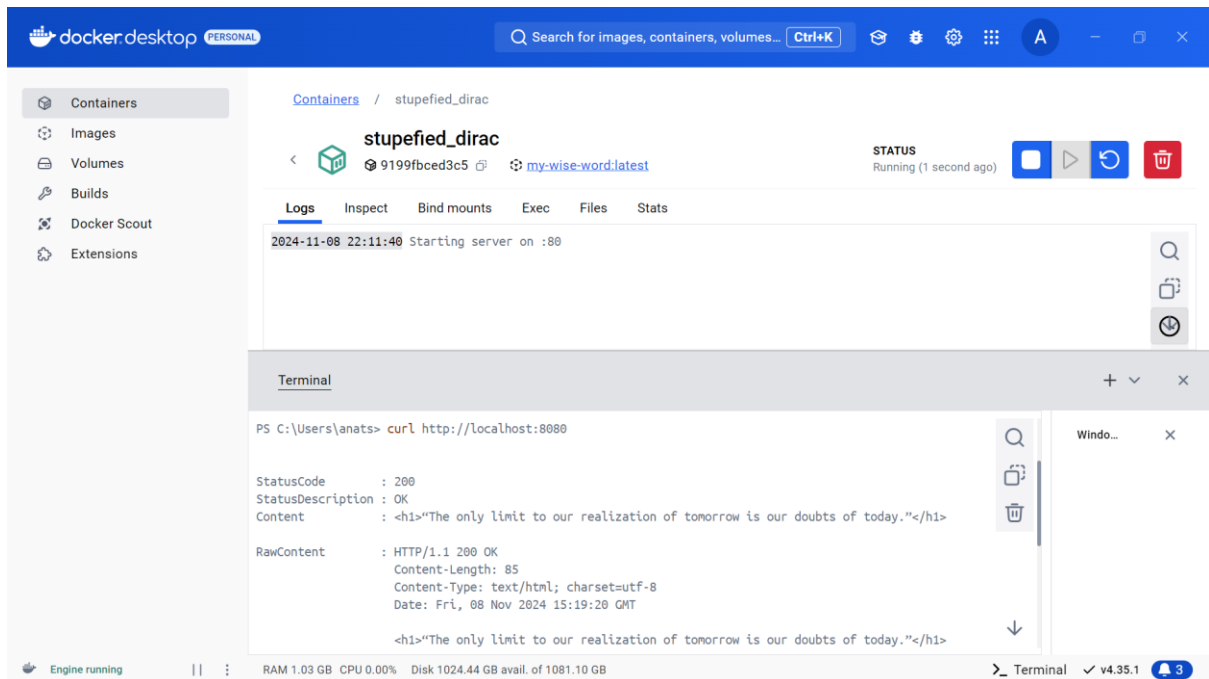 docker.desktop PERSONAL
Search for images, containers, volumes... Ctrl+K
A
Containers
Images
Volumes
Builds
Docker Scout
Extensions
Containers / stupefied_dirac
stupefied_dirac
9199fbced3c5 my-wise-word:latest
STATUS
Running (1 second ago)
Logs Inspect Bind mounts Exec Files Stats
2024-11-08 22:11:40 Starting server on :80
Terminal
PS C:\Users\anats> curl http://localhost:8080
StatusCode : 200
StatusDescription : OK
Content : <h1>“The only limit to our realization of tomorrow is our doubts of today.”</h1>
RawContent : HTTP/1.1 200 OK
Content-Length: 85
Content-Type: text/html; charset=utf-8
Date: Fri, 08 Nov 2024 15:19:20 GMT
<h1>“The only limit to our realization of tomorrow is our doubts of today.”</h1>
Windo...
Engine running
RAM 1.03 GB CPU 0.00% Disk 1024.44 GB avail. of 1081.10 GB
>_ Terminal
v4.35.1
3